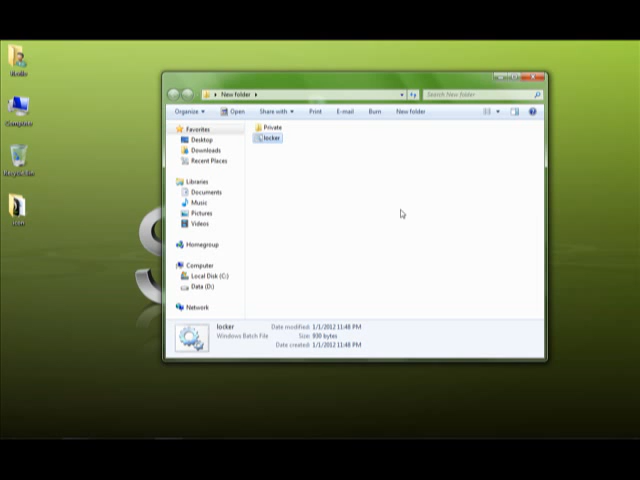 New folder
Search New folder
Organize Open Share with Print E-mail Burn New folder
Favorites
Desktop
Downloads
Recent Places
Libraries
Documents
Music
Pictures
Videos
Homegroup
Computer
Local Disk (C:)
Data (D:)
Network
Private
locker
locker Date modified: 1/1/2012 11:48 PM
Windows Batch File Size: 930 bytes
Date created: 1/1/2012 11:48 PM
Computer
Recycle Bin
S